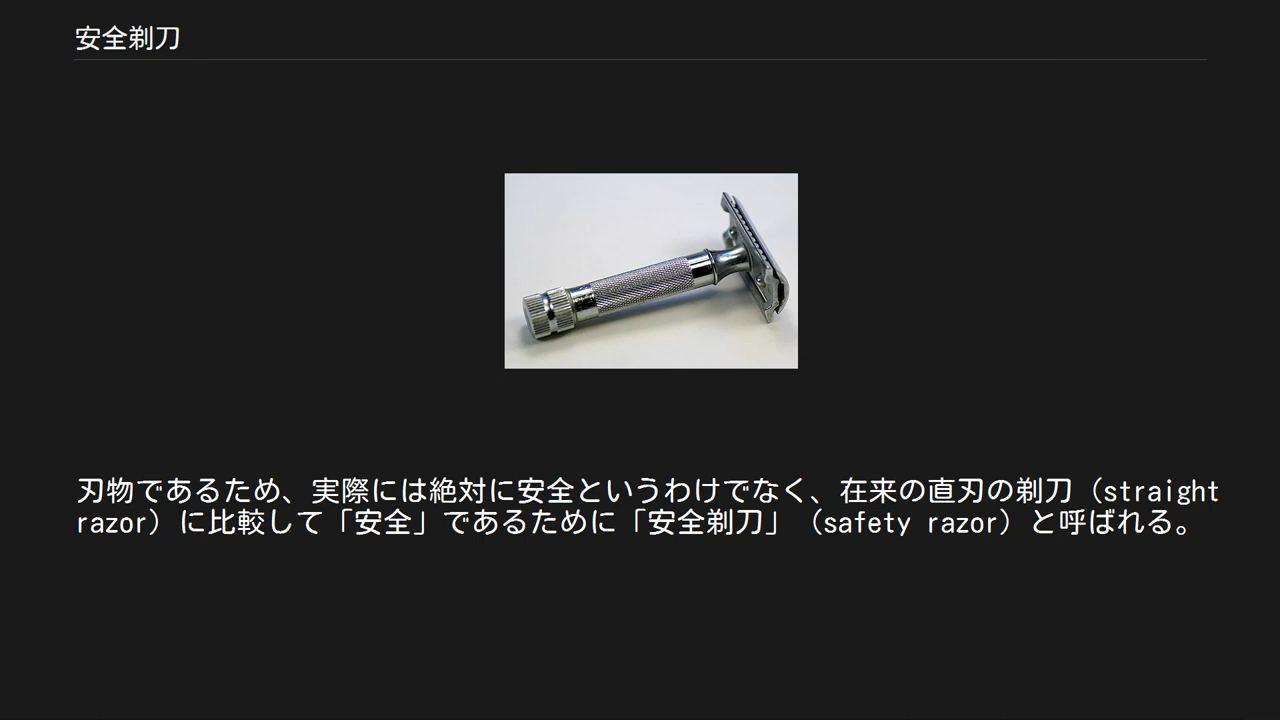 安全剃刀
刃物であるため、実際には絶対に安全というわけでなく、在来の直刃の剃刀（straight
razor）に比較して「安全」であるために「安全剃刀」（safety razor）と呼ばれる。